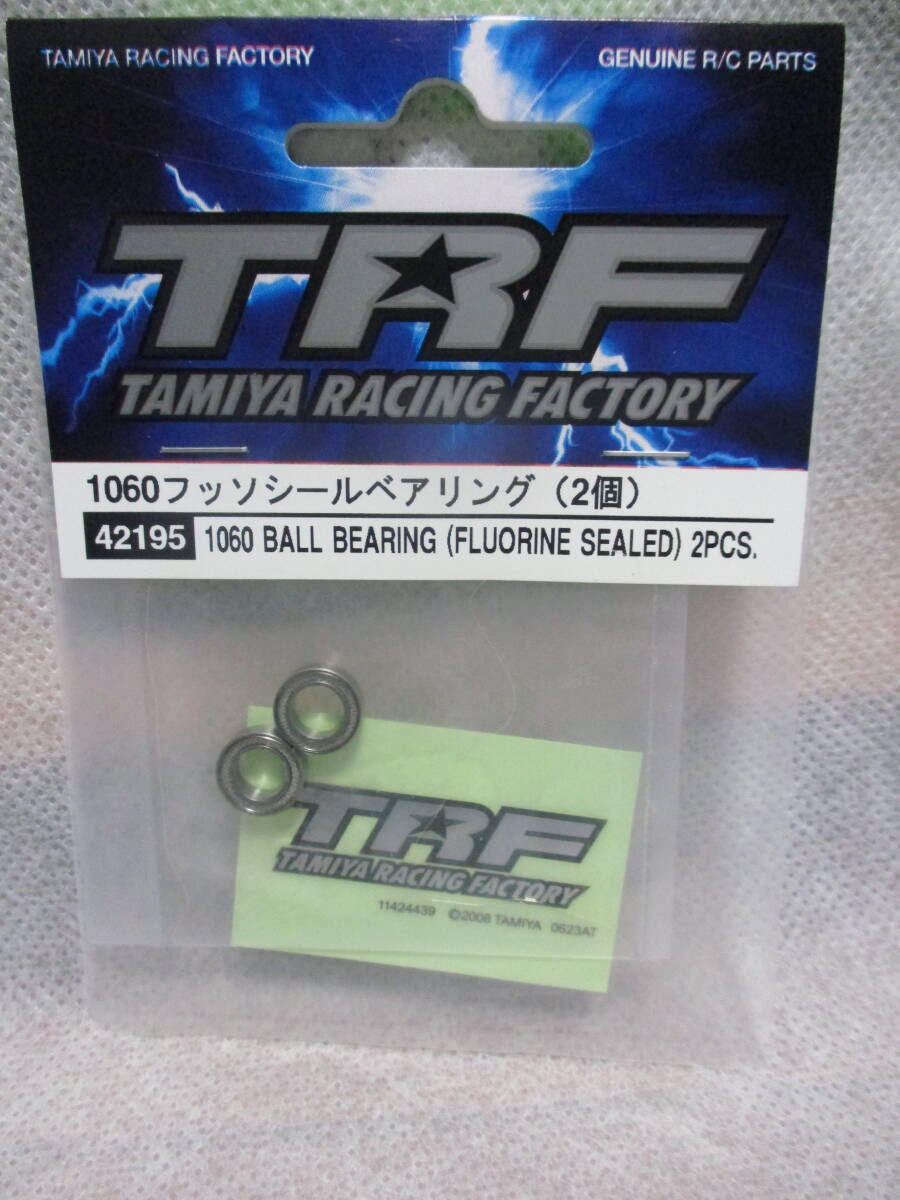 TAMIYA RACING FACTORY
GENUINE R/C PARTS
TRF
TAMIYA RACING FACTORY
1060フッソシールベアリング（2個）
42195 1060 BALL BEARING (FLUORINE SEALED) 2PCS.
TRF
TAMIYA RACING FACTORY
11424439 ©2008 TAMIYA 0623AT